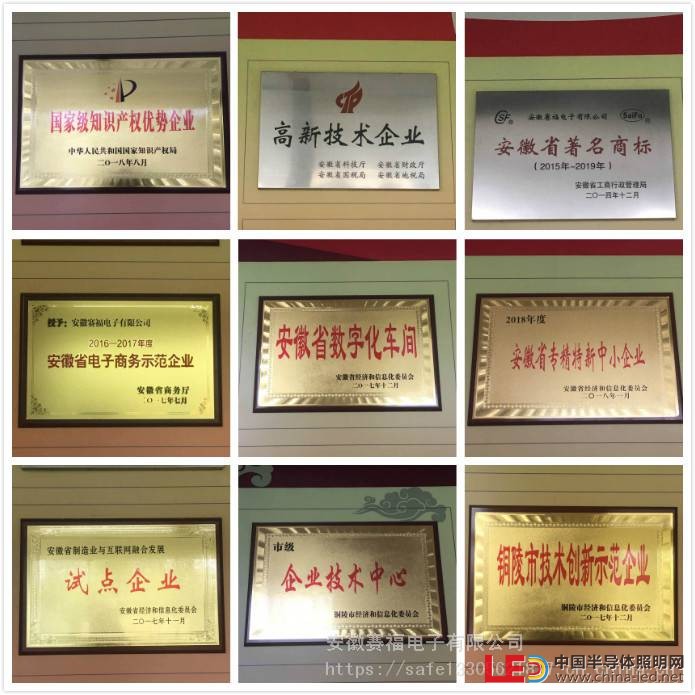 国家级知识产权优势企业
中华人民共和国国家知识产权局
二〇一八年八月
高新技术企业
安徽省科技厅 安徽省财政厅
安徽省国税局 安徽省地税局
SF ® 安徽赛福电子有限公司 SaiFu ®
安徽省著名商标
(2015年-2019年)
安徽省工商行政管理局
二〇一四年十二月
授予:安徽赛福电子有限公司
2016—2017年度
安徽省电子商务示范企业
安徽省商务厅
二〇一七年七月
安徽省数字化车间
安徽省经济和信息化委员会
二〇一七年十二月
2018年度
安徽省专精特新中小企业
安徽省经济和信息化委员会
二〇一八年一月
安徽省制造业与互联网融合发展
试点企业
安徽省经济和信息化委员会
二〇一七年十一月
市级
企业技术中心
铜陵市经济和信息化委员会
铜陵市技术创新示范企业
铜陵市经济和信息化委员会
二〇一七年十二月
安徽赛福电子有限公司
LED 中国半导体照明网
www.china-led.net